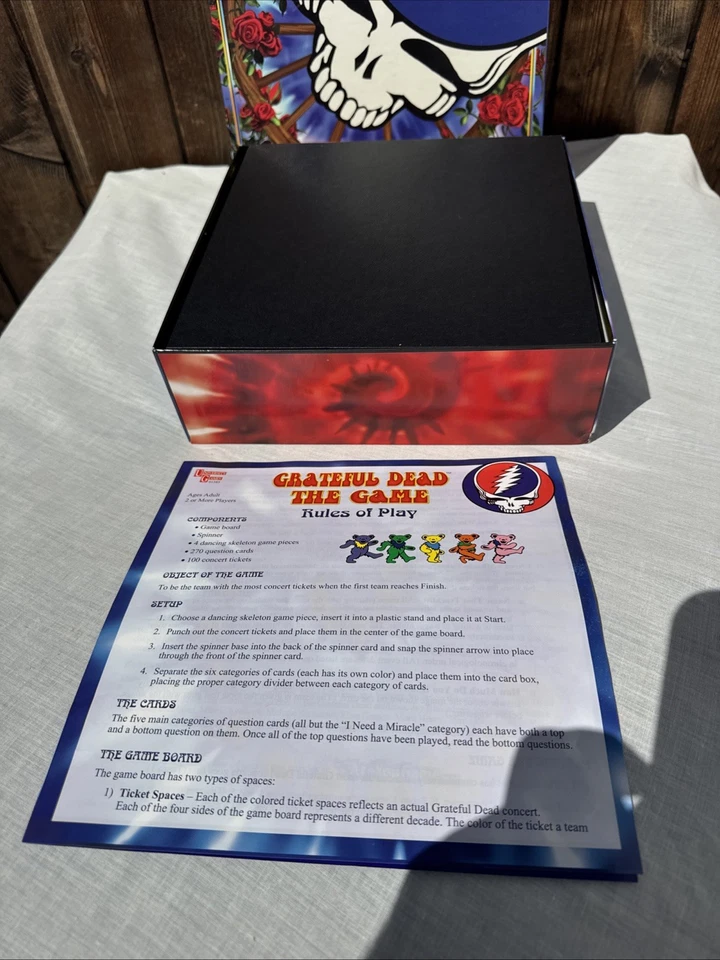 University
Games
GRATEFUL DEAD™
THE GAME
Rules of Play
Ages Adult
2 or More Players
COMPONENTS
• Game board
• Spinner
• 4 dancing skeleton game pieces
• 270 question cards
• 100 concert tickets
OBJECT OF THE GAME
To be the team with the most concert tickets when the first team reaches Finish.
SETUP
1. Choose a dancing skeleton game piece, insert it into a plastic stand and place it at Start.
2. Punch out the concert tickets and place them in the center of the game board.
3. Insert the spinner base into the back of the spinner card and snap the spinner arrow into place
through the front of the spinner card.
4. Separate the six categories of cards (each has its own color) and place them into the card box,
placing the proper category divider between each category of cards.
THE CARDS
The five main categories of question cards (all but the “I Need a Miracle” category) each have both a top
and a bottom question on them. Once all of the top questions have been played, read the bottom questions.
THE GAME BOARD
The game board has two types of spaces:
1) Ticket Spaces – Each of the colored ticket spaces reflects an actual Grateful Dead concert.
Each of the four sides of the game board represents a different decade. The color of the ticket a team